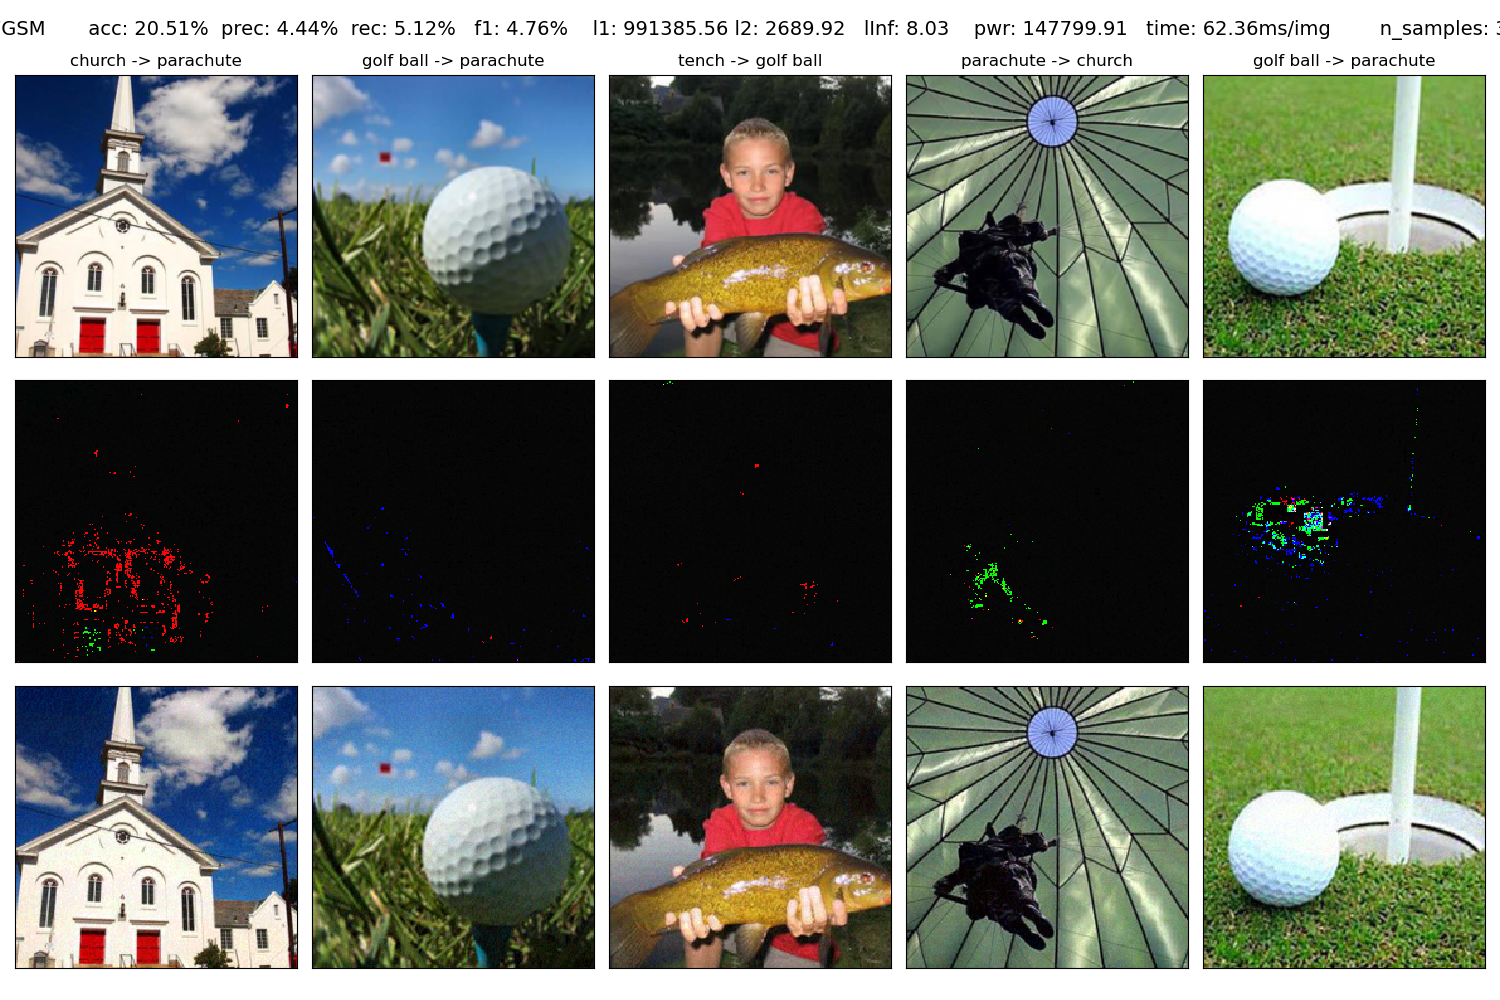 GSM acc: 20.51% prec: 4.44% rec: 5.12% f1: 4.76% l1: 991385.56 l2: 2689.92 lInf: 8.03 pwr: 147799.91 time: 62.36ms/img n_samples:
church -> parachute
golf ball -> parachute
tench -> golf ball
parachute -> church
golf ball -> parachute